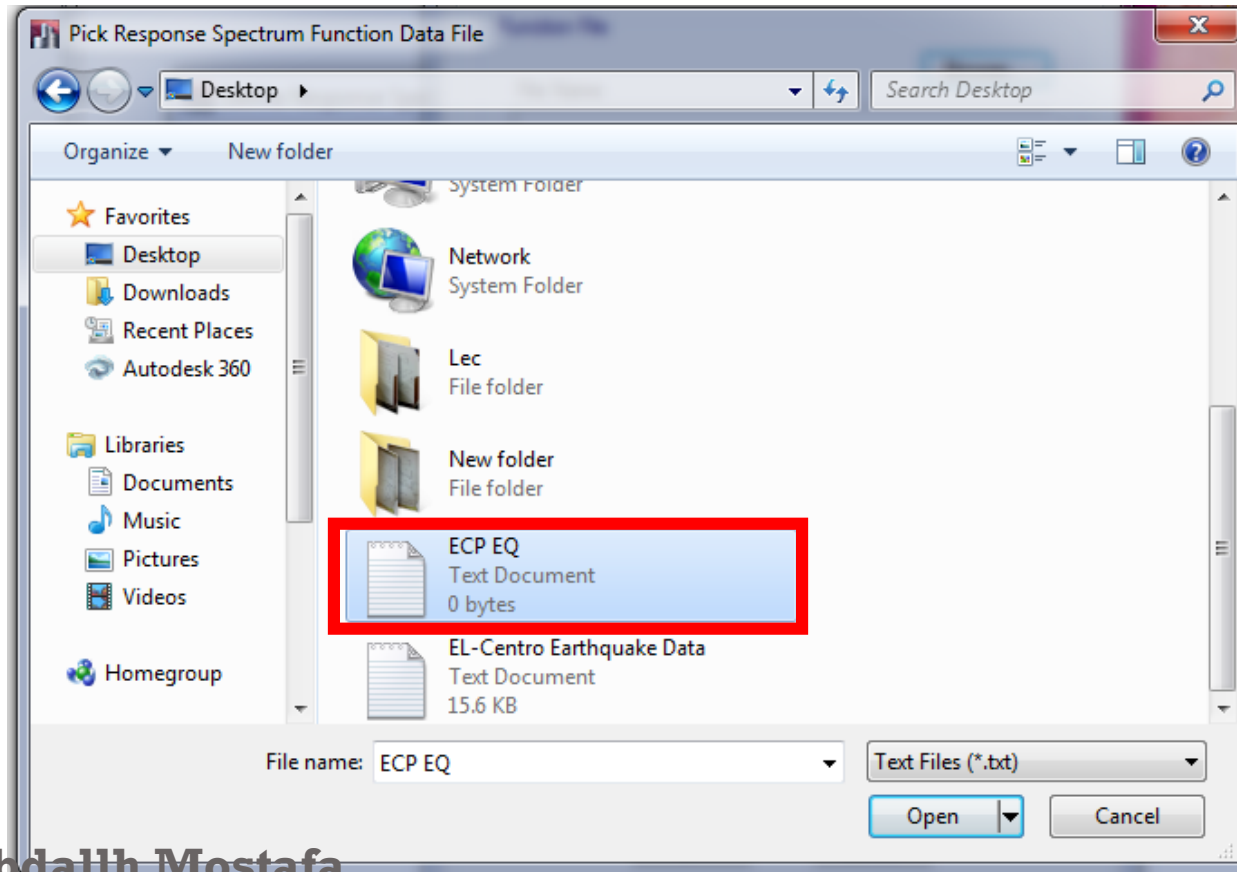 Pick Response Spectrum Function Data File
Desktop
Search Desktop
Organize
New folder
Favorites
Desktop
Downloads
Recent Places
Autodesk 360
Libraries
Documents
Music
Pictures
Videos
Homegroup
System Folder
Network
System Folder
Lec
File folder
New folder
File folder
ECP EQ
Text Document
0 bytes
EL-Centro Earthquake Data
Text Document
15.6 KB
File name: ECP EQ
Text Files (*.txt)
Open
Cancel
Mostafa